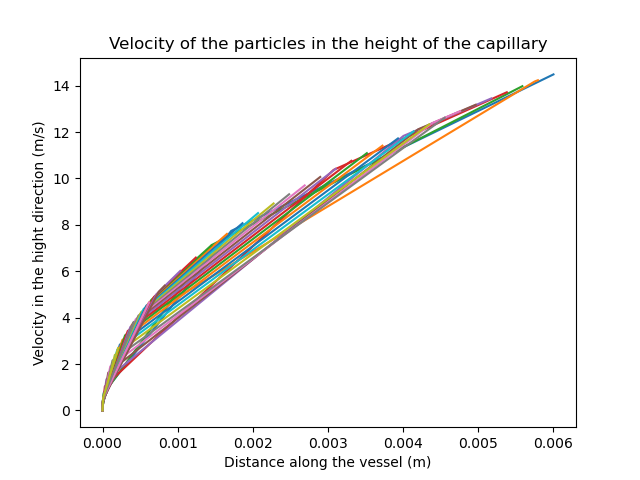 Velocity of the particles in the height of the capillary
Velocity in the hight direction (m/s)
14
12
10
8
6
4
2
0
0.000 0.001 0.002 0.003 0.004 0.005 0.006
Distance along the vessel (m)